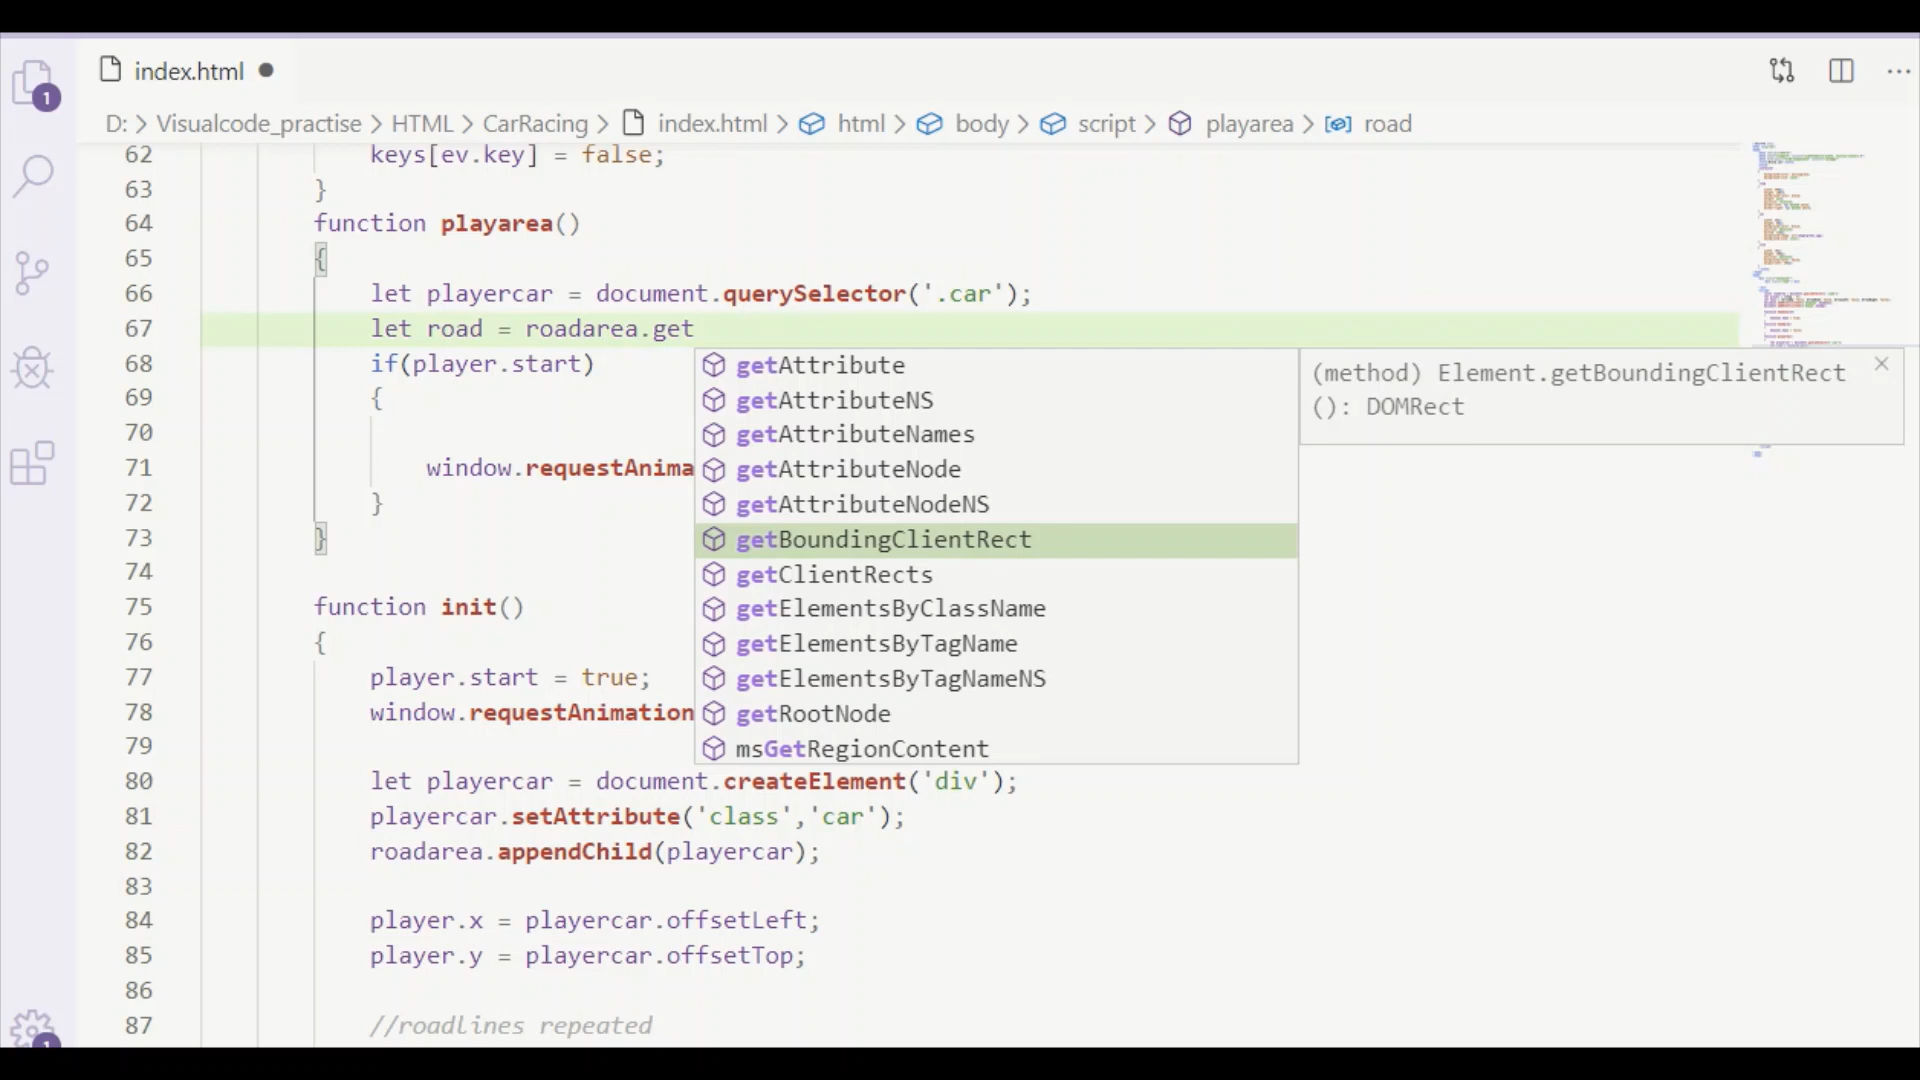 index.html
D: > Visualcode_practise > HTML > CarRacing > index.html > html > body > script > playarea > road
1
62 keys[ev.key] = false;
63 }
64 function playarea()
65 {
66 let playercar = document.querySelector('.car');
67 let road = roadarea.get
68 if(player.start)
69 {
70
71 window.requestAnima
72 }
73 }
74
75 function init()
76 {
77 player.start = true;
78 window.requestAnimation
79
80 let playercar = document.createElement('div');
81 playercar.setAttribute('class','car');
82 roadarea.appendChild(playercar);
83
84 player.x = playercar.offsetLeft;
85 player.y = playercar.offsetTop;
86
87 //roadlines repeated
getAttribute
getAttributeNS
getAttributeNames
getAttributeNode
getAttributeNodeNS
getBoundingClientRect
getClientRects
getElementsByClassName
getElementsByTagName
getElementsByTagNameNS
getRootNode
msGetRegionContent
(method) Element.getBoundingClientRect
(): DOMRect
1